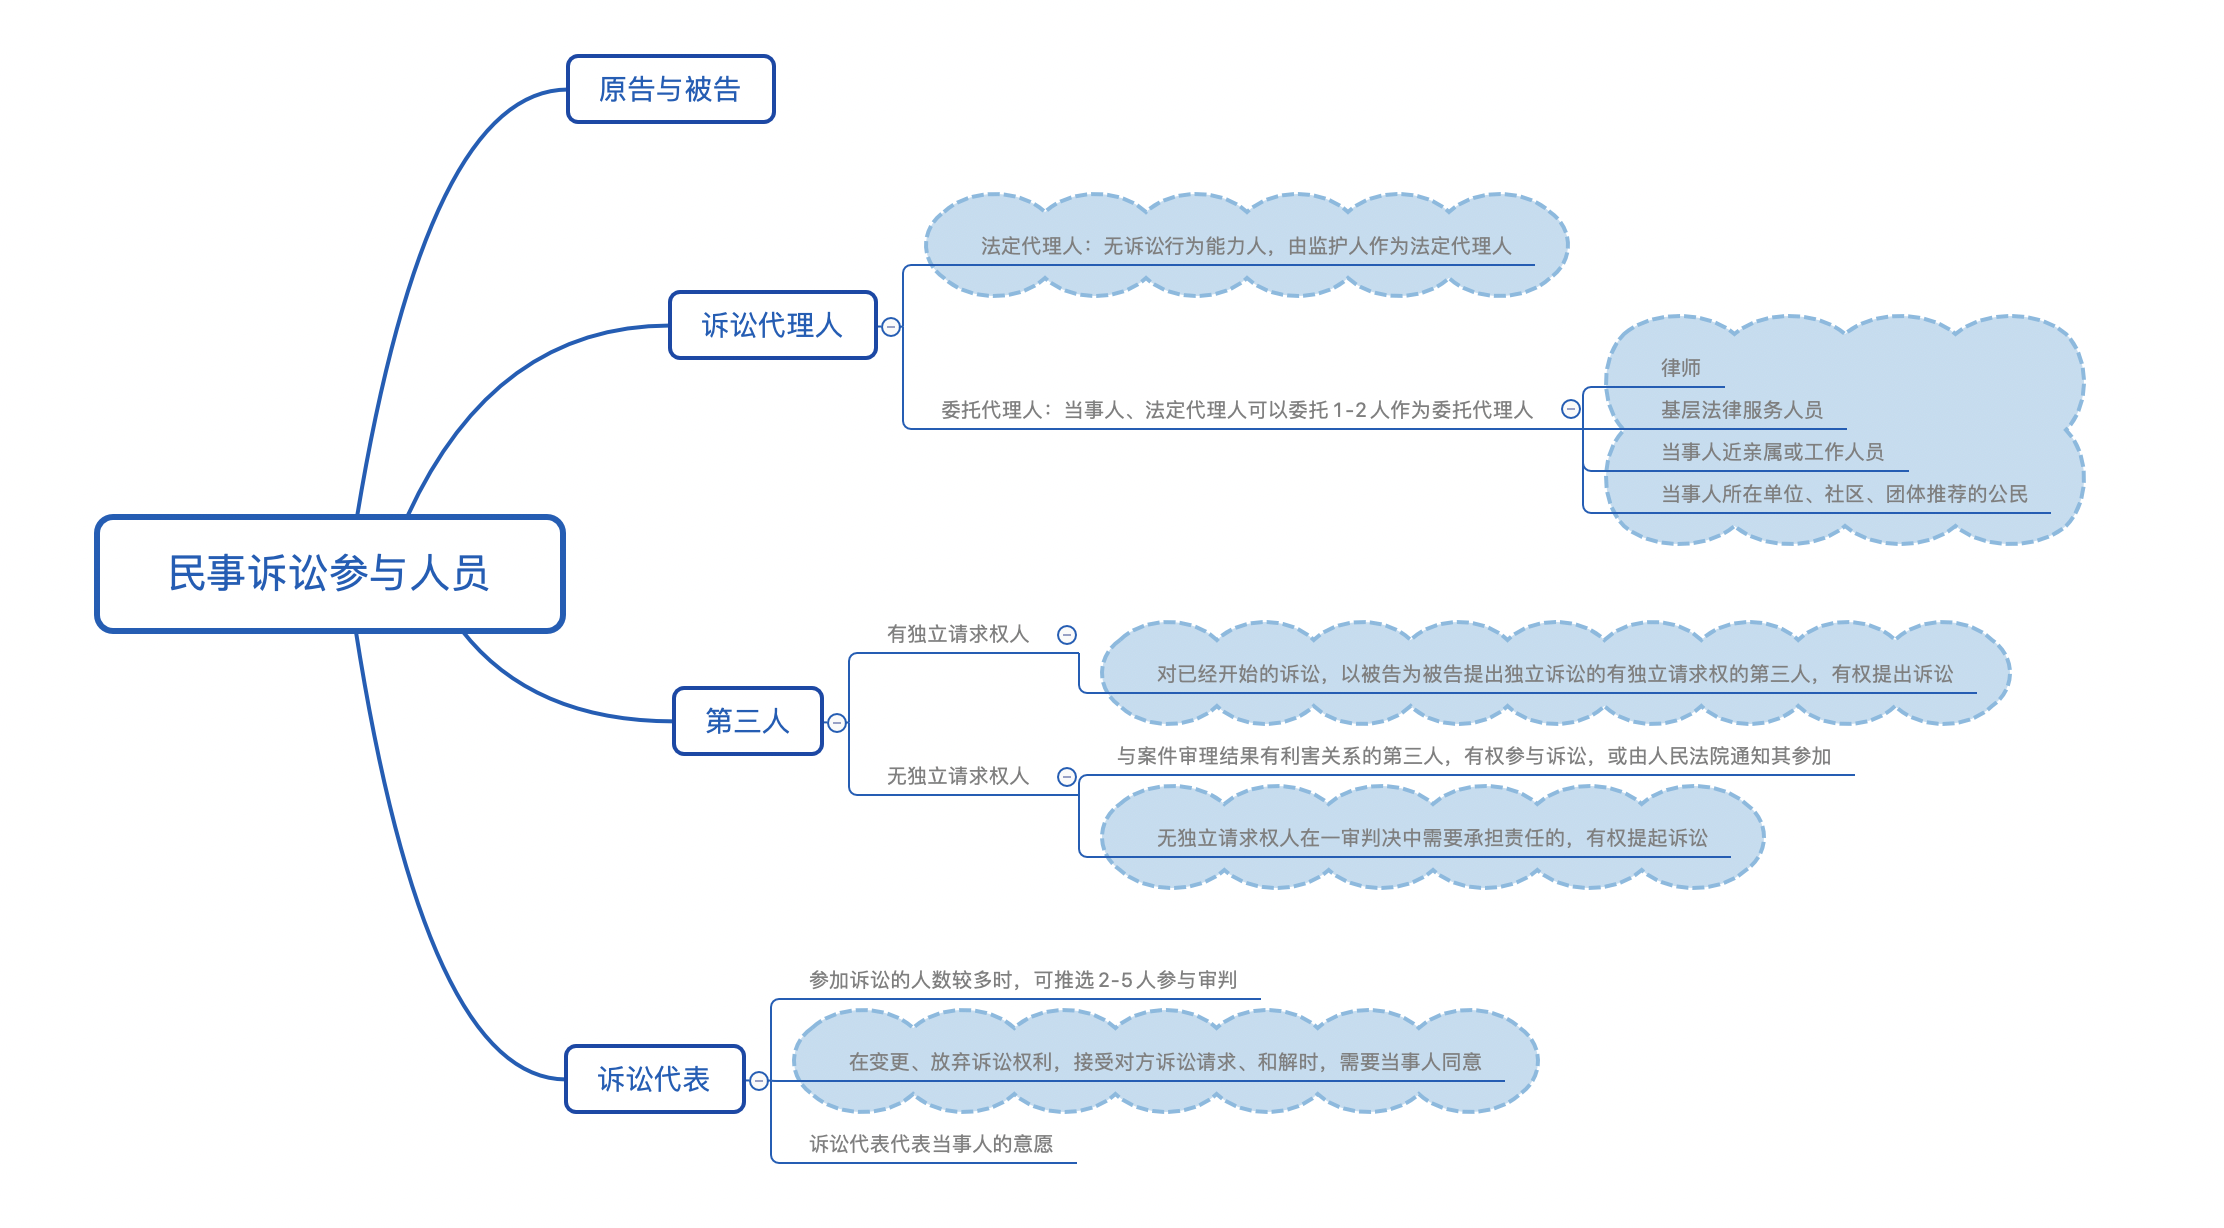 民事诉讼参与人员
原告与被告
诉讼代理人
法定代理人：无诉讼行为能力人，由监护人作为法定代理人
委托代理人：当事人、法定代理人可以委托1-2人作为委托代理人
律师
基层法律服务人员
当事人近亲属或工作人员
当事人所在单位、社区、团体推荐的公民
第三人
有独立请求权人
对已经开始的诉讼，以被告为被告提出独立诉讼的有独立请求权的第三人，有权提出诉讼
无独立请求权人
与案件审理结果有利害关系的第三人，有权参与诉讼，或由人民法院通知其参加
无独立请求权人在一审判决中需要承担责任的，有权提起诉讼
诉讼代表
参加诉讼的人数较多时，可推选2-5人参与审判
在变更、放弃诉讼权利，接受对方诉讼请求、和解时，需要当事人同意
诉讼代表代表当事人的意愿